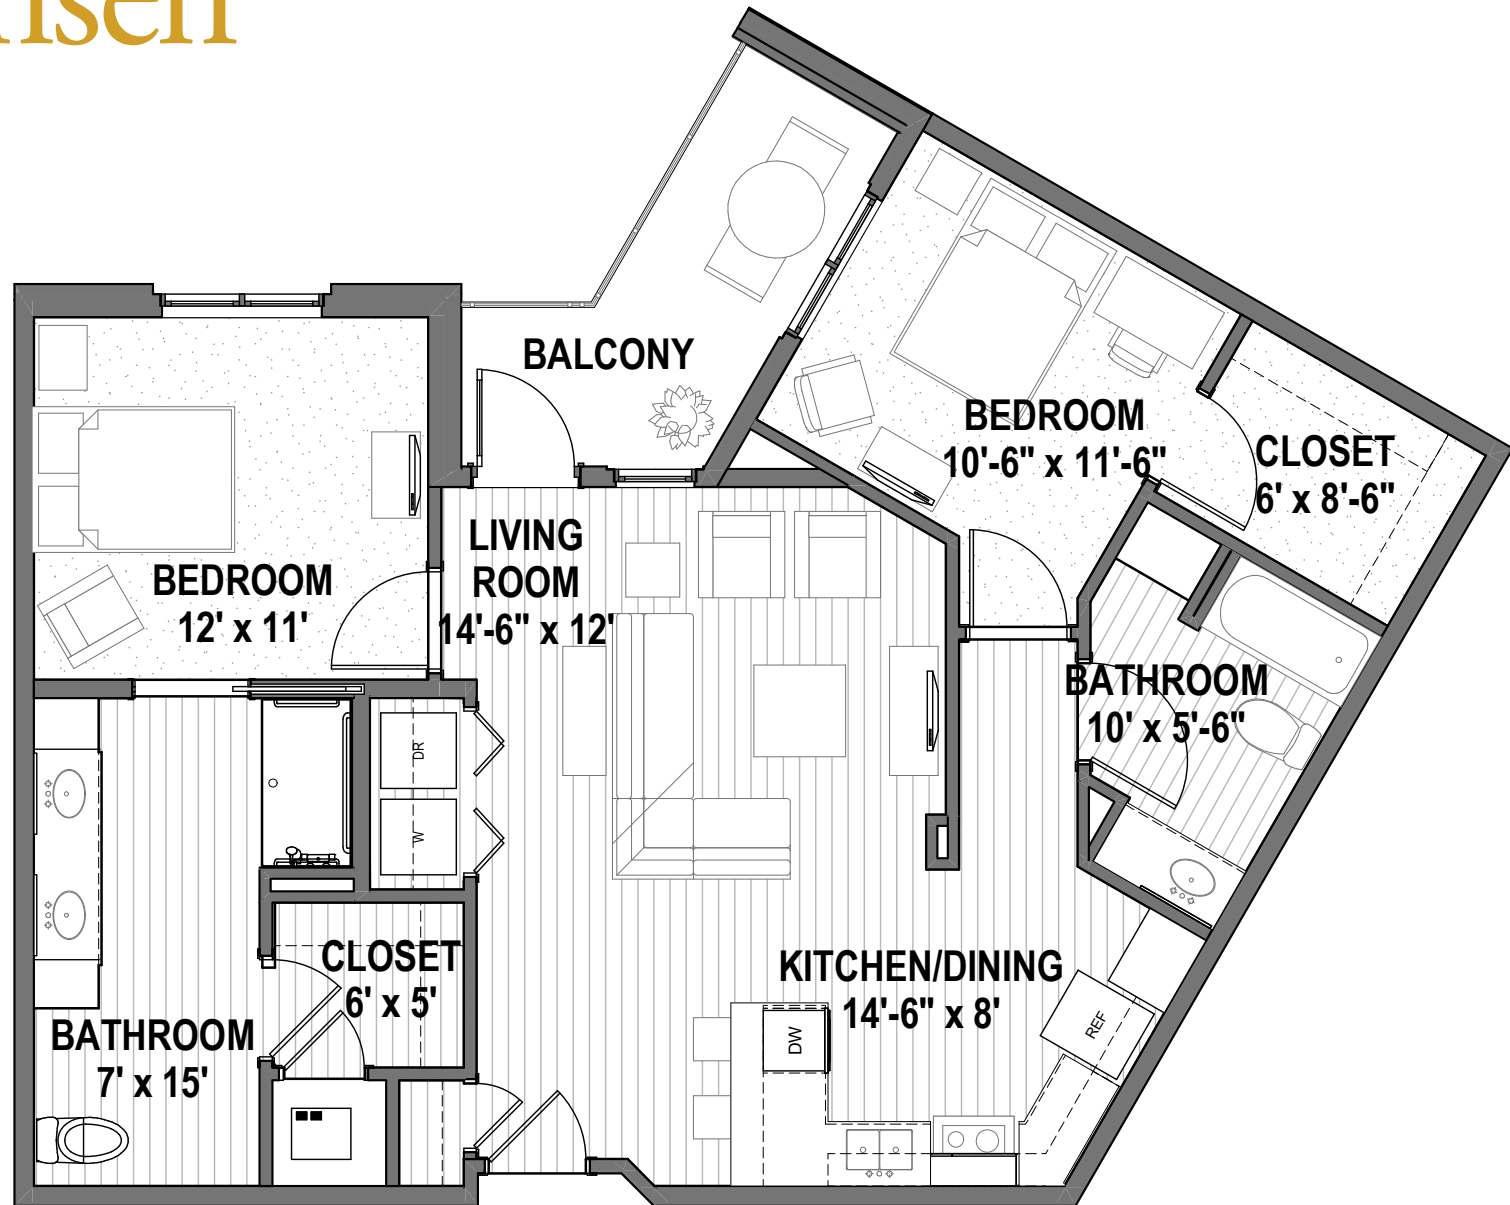 BALCONY
BEDROOM
10'-6" x 11'-6"
CLOSET
6' x 8'-6"
LIVING
ROOM
14'-6" x 12'
BEDROOM
12' x 11'
BATHROOM
10' x 5'-6"
DR
W
CLOSET
6' x 5'
KITCHEN/DINING
14'-6" x 8'
REF
DW
BATHROOM
7' x 15'